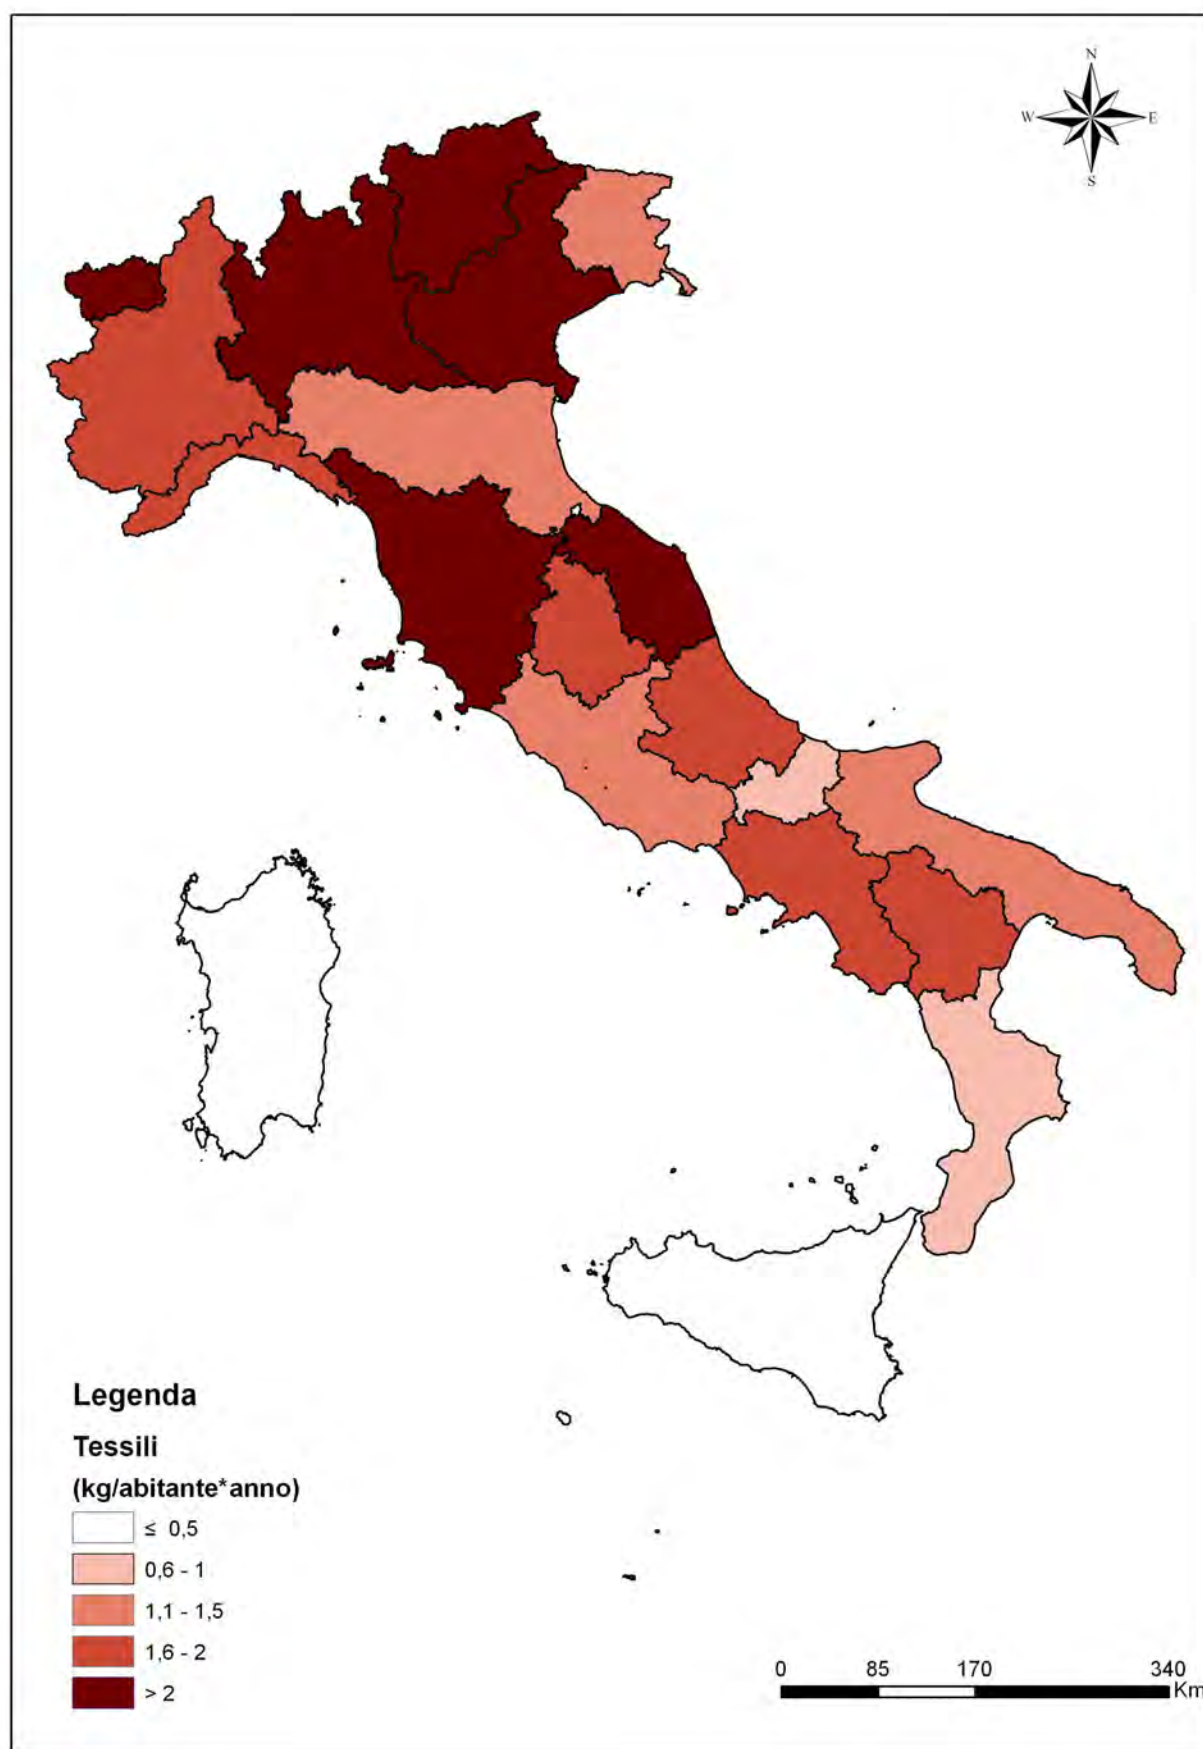 N
W E
S
Legenda
Tessili
(kg/abitante*anno)
≤ 0,5
0,6 - 1
1,1 - 1,5
1,6 - 2
> 2
0 85 170 340
Km